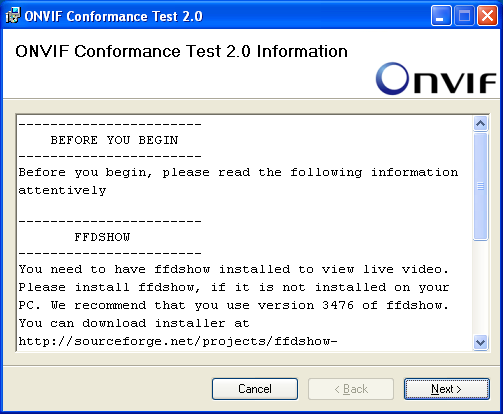 ONVIF Conformance Test 2.0
ONVIF Conformance Test 2.0 Information
ONVIF
-----------------------
BEFORE YOU BEGIN
-----------------------
Before you begin, please read the following information
attentively
-----------------------
FFDSHOW
-----------------------
You need to have ffdshow installed to view live video.
Please install ffdshow, if it is not installed on your
PC. We recommend that you use version 3476 of ffdshow.
You can download installer at
http://sourceforge.net/projects/ffdshow-
Cancel
< Back
Next >